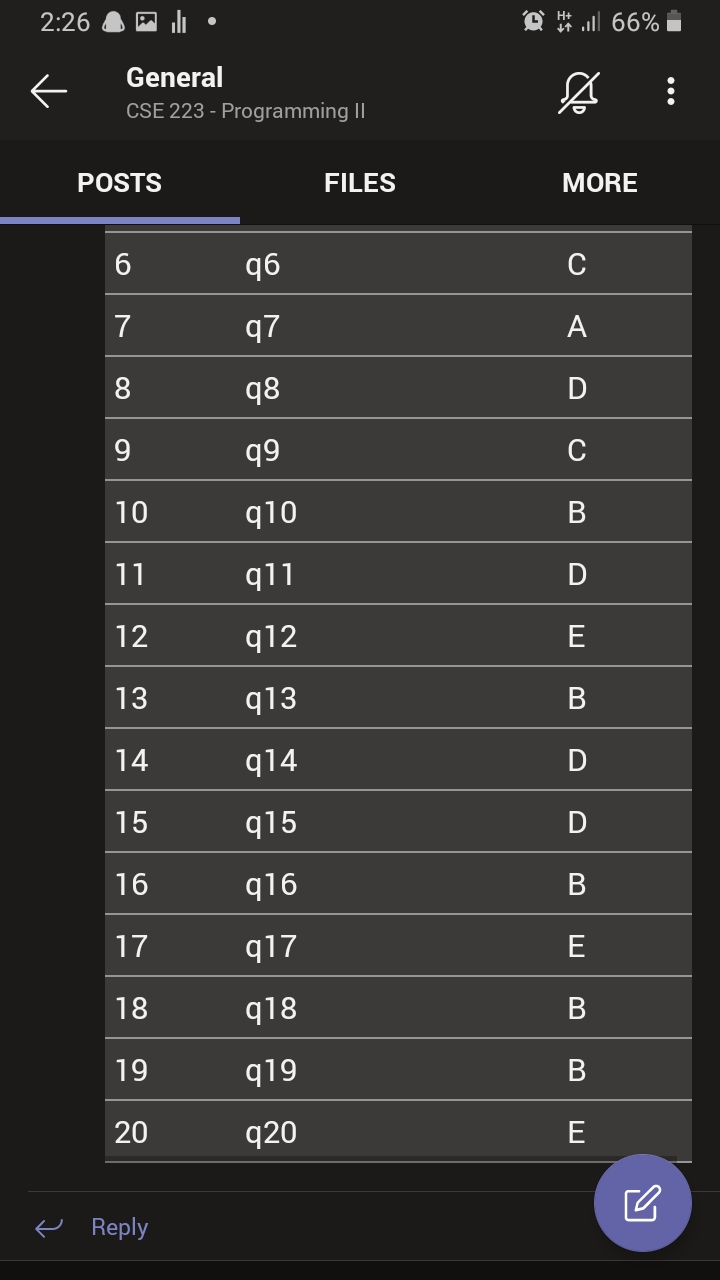 2:26 H+ 66%
General
CSE 223 - Programming II
POSTS FILES MORE
6 q6 C
7 q7 A
8 q8 D
9 q9 C
10 q10 B
11 q11 D
12 q12 E
13 q13 B
14 q14 D
15 q15 D
16 q16 B
17 q17 E
18 q18 B
19 q19 B
20 q20 E
Reply